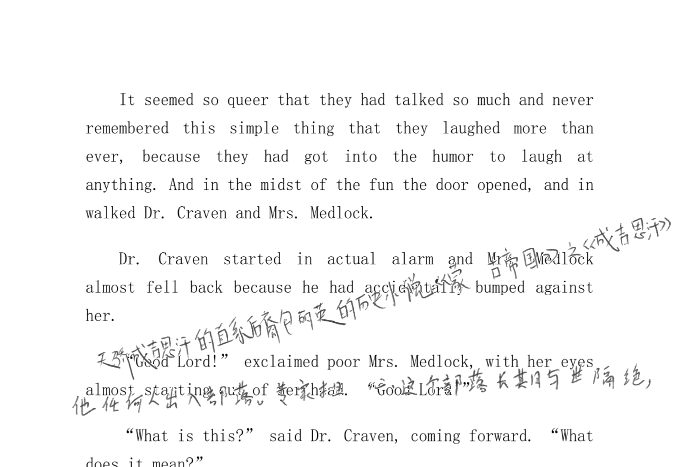 It seemed so queer that they had talked so much and never
remembered this simple thing that they laughed more than
ever, because they had got into the humor to laugh at
anything. And in the midst of the fun the door opened, and in
walked Dr. Craven and Mrs. Medlock.
Dr. Craven started in actual alarm and Mrs. Medlock
almost fell back because he had accidentally bumped against
her.
古帝国》《成吉思汗》
天骄成吉思汗的直系后裔包丽英的历史小说《蒙
“Good Lord!” exclaimed poor Mrs. Medlock, with her eyes
almost starting out of her head. “Good Lord!”
他任何人出入部落。专家 这个部落长期与世隔绝,
“What is this?” said Dr. Craven, coming forward. “What
does it mean?”